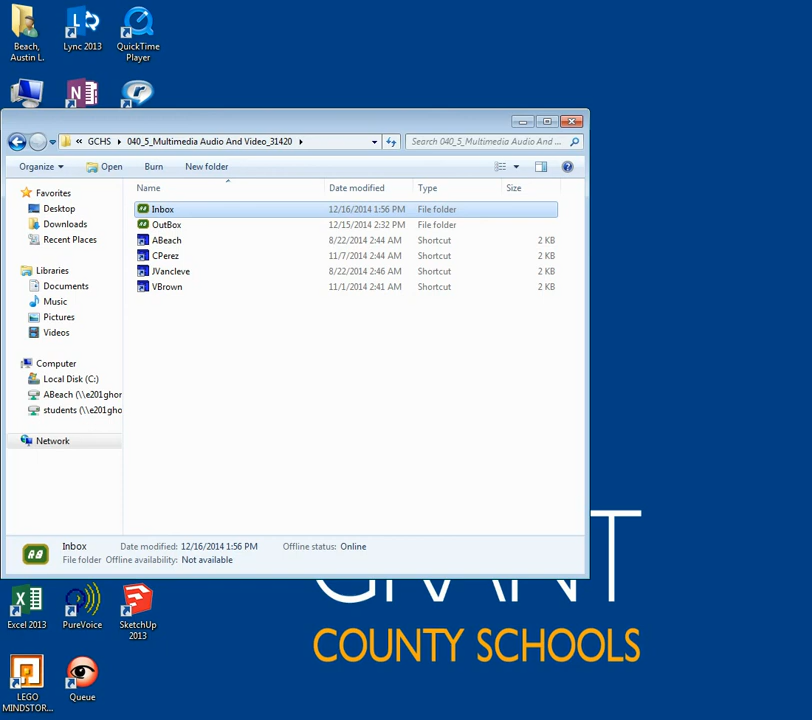 Beach, Austin L.
Lync 2013
QuickTime Player
« GCHS ▸ 040_5_Multimedia Audio And Video_31420 ▸
Search 040_5_Multimedia Audio And ...
Organize
Open
Burn
New folder
Name Date modified Type Size
Inbox 12/16/2014 1:56 PM File folder
OutBox 12/15/2014 2:32 PM File folder
ABeach 8/22/2014 2:44 AM Shortcut 2 KB
CPerez 11/7/2014 2:44 AM Shortcut 2 KB
JVancleve 8/22/2014 2:46 AM Shortcut 2 KB
VBrown 11/1/2014 2:41 AM Shortcut 2 KB
Favorites
Desktop
Downloads
Recent Places
Libraries
Documents
Music
Pictures
Videos
Computer
Local Disk (C:)
ABeach (\\e201ghor
students (\\e201gho
Network
Inbox Date modified: 12/16/2014 1:56 PM Offline status: Online
File folder Offline availability: Not available
GRANT
COUNTY SCHOOLS
Excel 2013
PureVoice
SketchUp 2013
LEGO MINDSTOR...
Queue